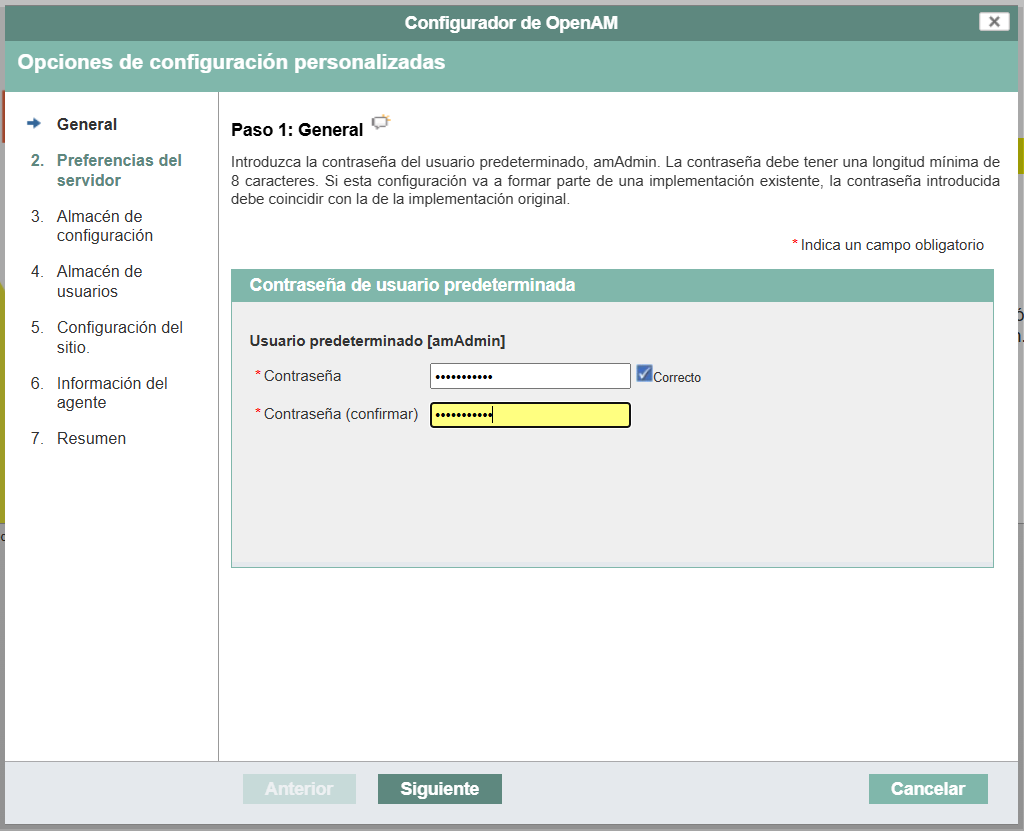 Configurador de OpenAM
Opciones de configuración personalizadas
General
2. Preferencias del
servidor
3. Almacén de
configuración
4. Almacén de
usuarios
5. Configuración del
sitio.
6. Información del
agente
7. Resumen
Paso 1: General
Introduzca la contraseña del usuario predeterminado, amAdmin. La contraseña debe tener una longitud mínima de
8 caracteres. Si esta configuración va a formar parte de una implementación existente, la contraseña introducida
debe coincidir con la de la implementación original.
* Indica un campo obligatorio
Contraseña de usuario predeterminada
Usuario predeterminado [amAdmin]
* Contraseña ••••••••••• Correcto
* Contraseña (confirmar) •••••••••••
Anterior Siguiente Cancelar